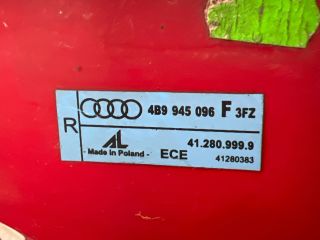 4B9 945 096 F 3FZ
R
AL 41.280.999.9
- Made in Poland - ECE 41280383